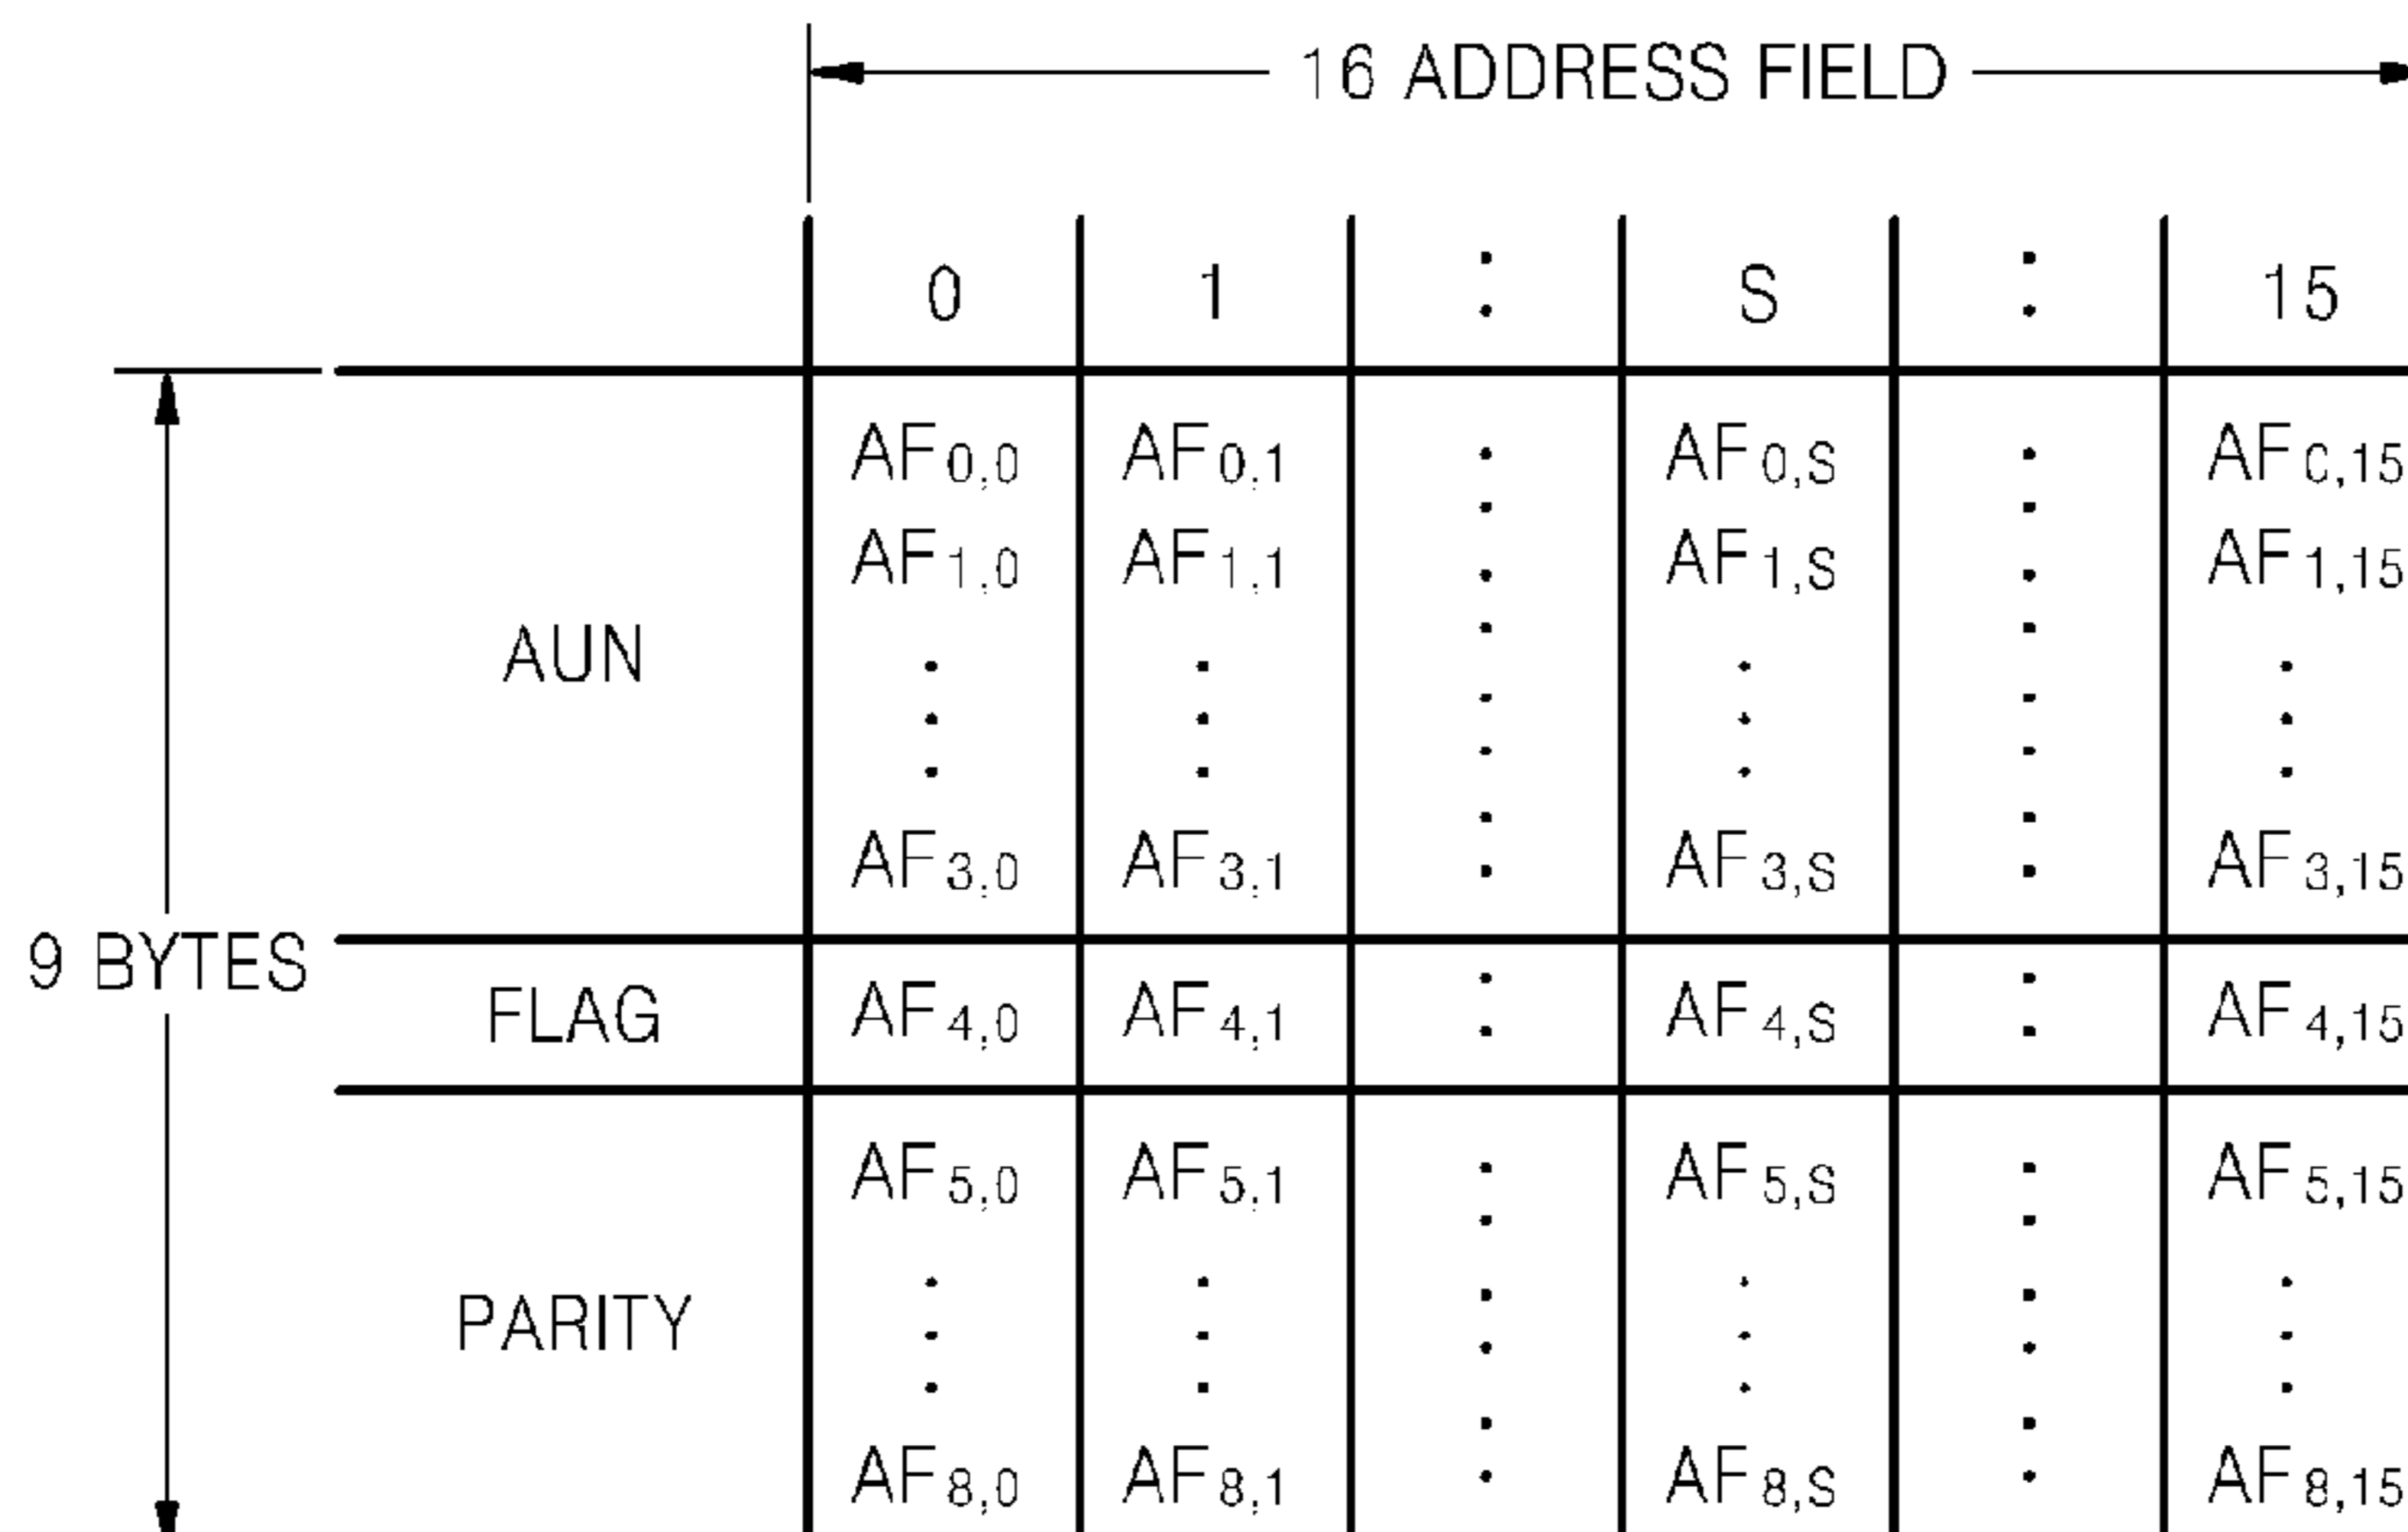 16 ADDRESS FIELD
0 1 : S : 15
AF0,0 AF0,1 : AF0,S : AFC,15
AF1,0 AF1,1 : AF1,S : AF1,15
AUN
AF3,0 AF3,1 : AF3,S : AF3,15
9 BYTES
FLAG AF4,0 AF4,1 : AF4,S : AF4,15
AF5,0 AF5,1 : AF5,S : AF5,15
PARITY
AF8,0 AF8,1 : AF8,S : AF8,15